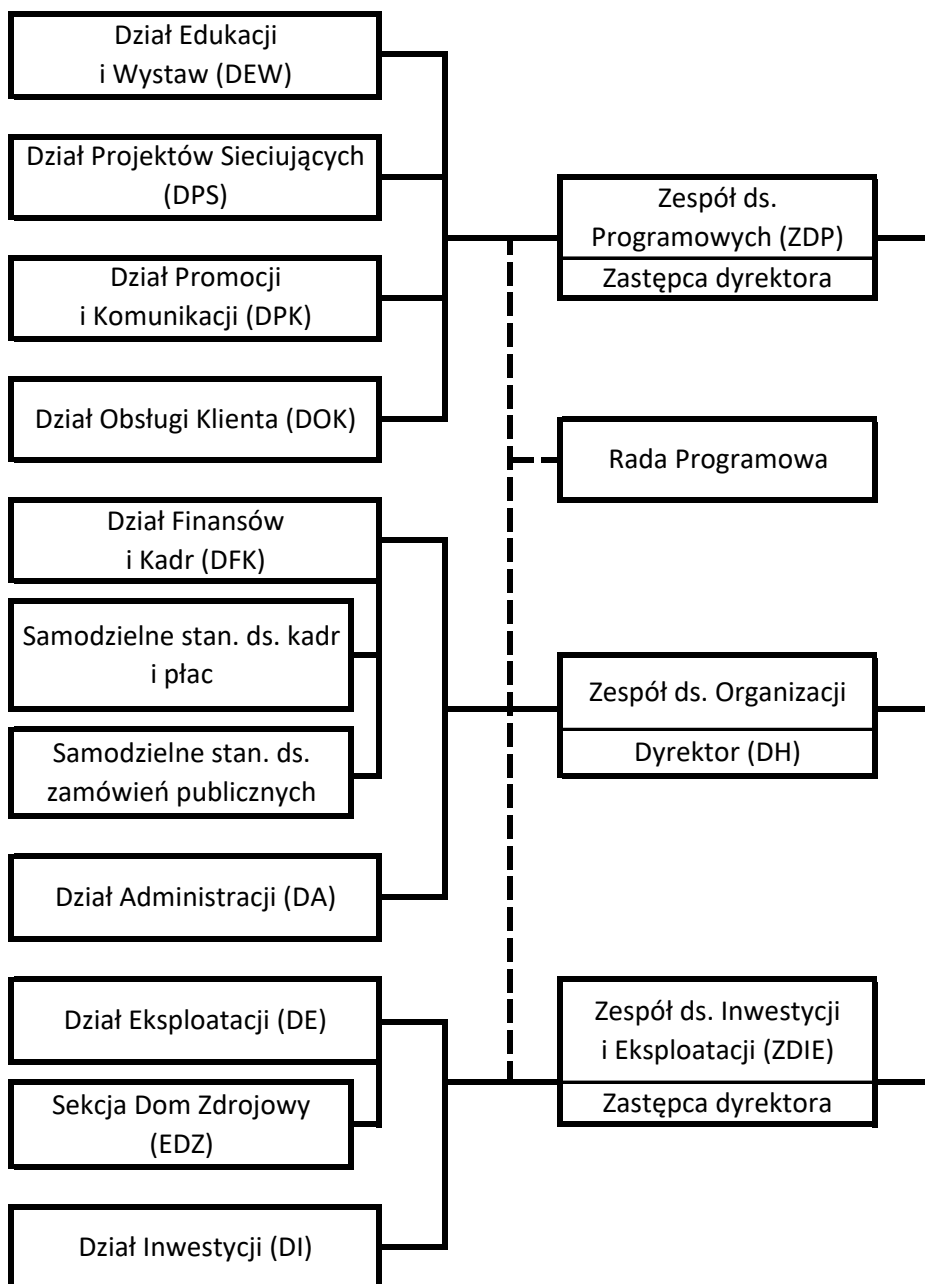 Dział Edukacji
i Wystaw (DEW)
Dział Projektów Sieciujących
(DPS)
Dział Promocji
i Komunikacji (DPK)
Dział Obsługi Klienta (DOK)
Dział Finansów
i Kadr (DFK)
Samodzielne stan. ds. kadr
i płac
Samodzielne stan. ds.
zamówień publicznych
Dział Administracji (DA)
Dział Eksploatacji (DE)
Sekcja Dom Zdrojowy
(EDZ)
Dział Inwestycji (DI)
Zespół ds.
Programowych (ZDP)
Zastępca dyrektora
Rada Programowa
Zespół ds. Organizacji
Dyrektor (DH)
Zespół ds. Inwestycji
i Eksploatacji (ZDIE)
Zastępca dyrektora